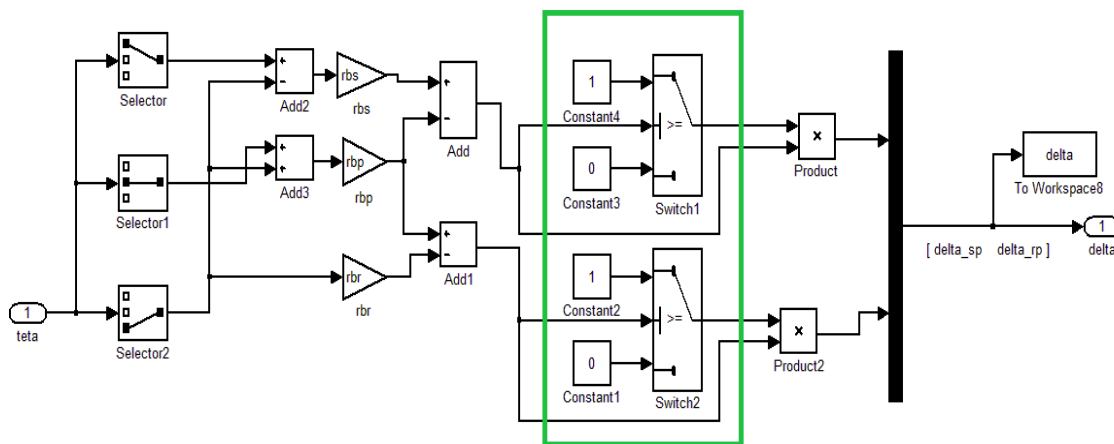 Selector
+
−
Add2
rbs
rbs
+
−
Add
1
Constant4
>=
0
Constant3
Switch1
×
Product
delta
To Workspace8
Selector1
+
+
Add3
rbp
rbp
+
−
Add1
1
Constant2
>=
0
Constant1
Switch2
×
Product2
[ delta_sp delta_rp ]
1
delta
1
teta
Selector2
rbr
rbr